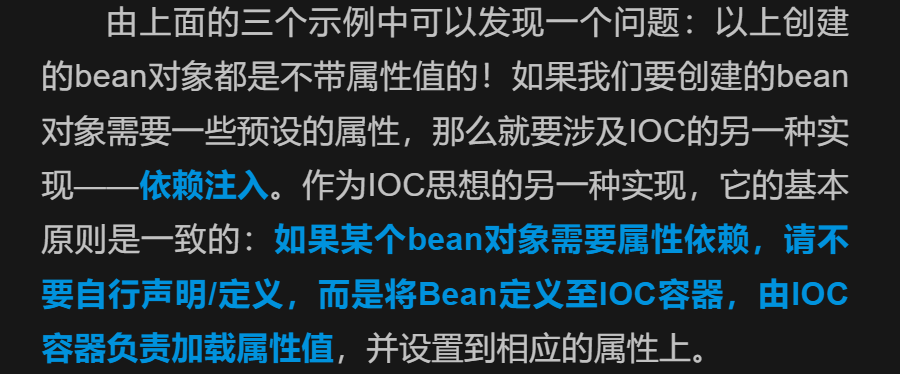 由上面的三个示例中可以发现一个问题：以上创建
的bean对象都是不带属性值的！如果我们要创建的bean
对象需要一些预设的属性，那么就要涉及IOC的另一种实
现——依赖注入。作为IOC思想的另一种实现，它的基本
原则是一致的：如果某个bean对象需要属性依赖，请不
要自行声明/定义，而是将Bean定义至IOC容器，由IOC
容器负责加载属性值，并设置到相应的属性上。